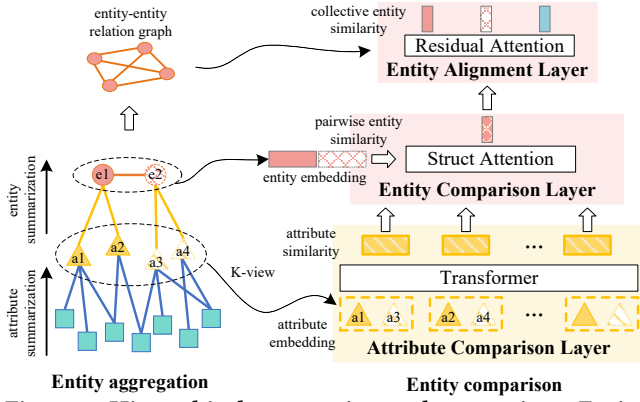 entity-entity
relation graph
collective entity
similarity
Residual Attention
Entity Alignment Layer
pairwise entity
similarity
Struct Attention
entity embedding
Entity Comparison Layer
entity
summarization
e1
e2
a1
a2
a3
a4
K-view
attribute
summarization
attribute
similarity
...
Transformer
attribute
embedding
a1
a3
a2
a4
...
Attribute Comparison Layer
Entity aggregation
Entity comparison